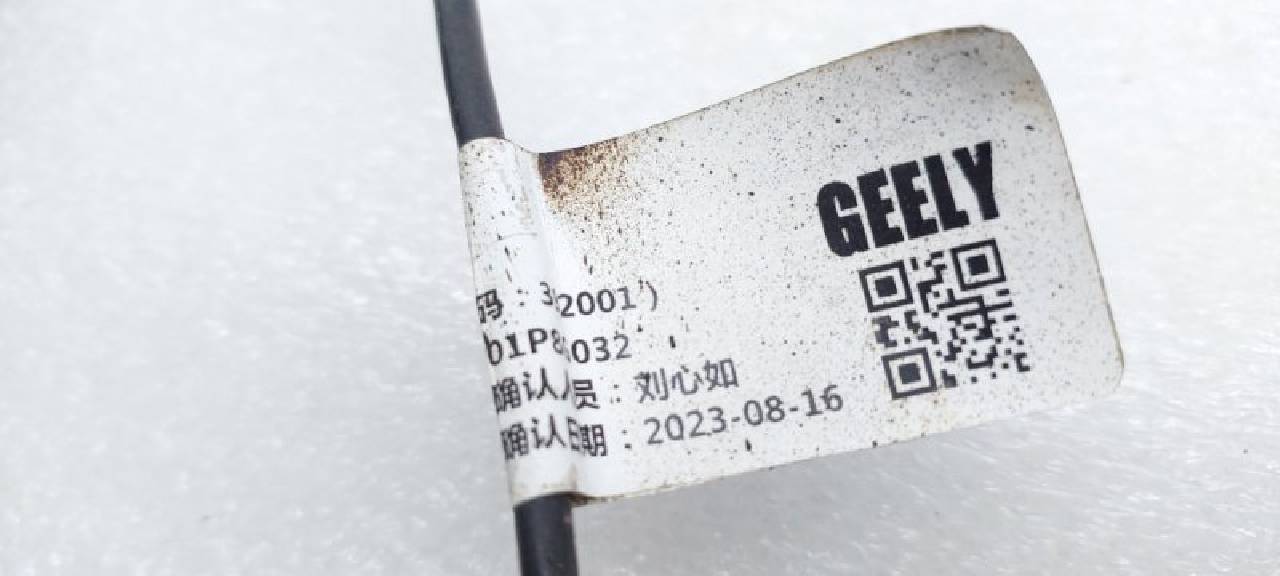 GEELY
码：3 2001')
b1P8 032
确认人员：刘心如
确认日期：2023-08-16